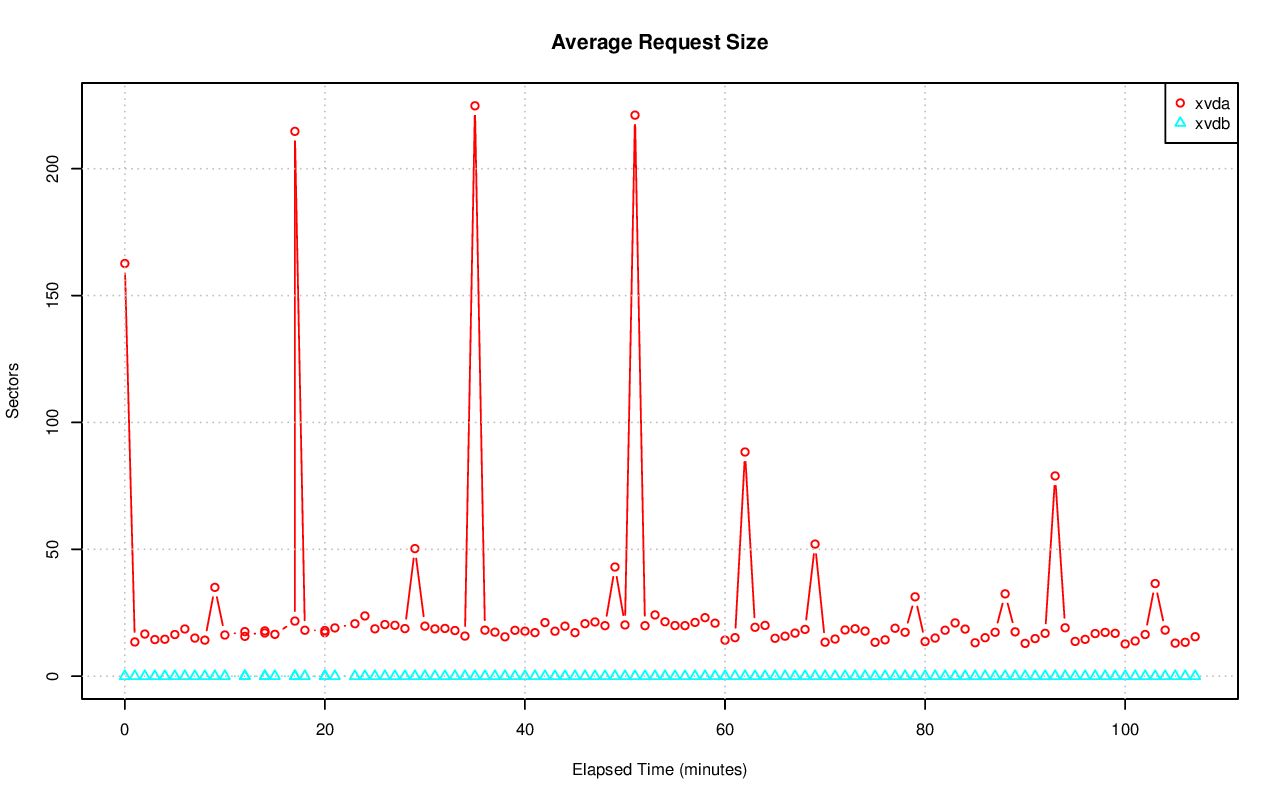 Average Request Size
xvda
xvdb
Sectors
200
150
100
50
0
0 20 40 60 80 100
Elapsed Time (minutes)